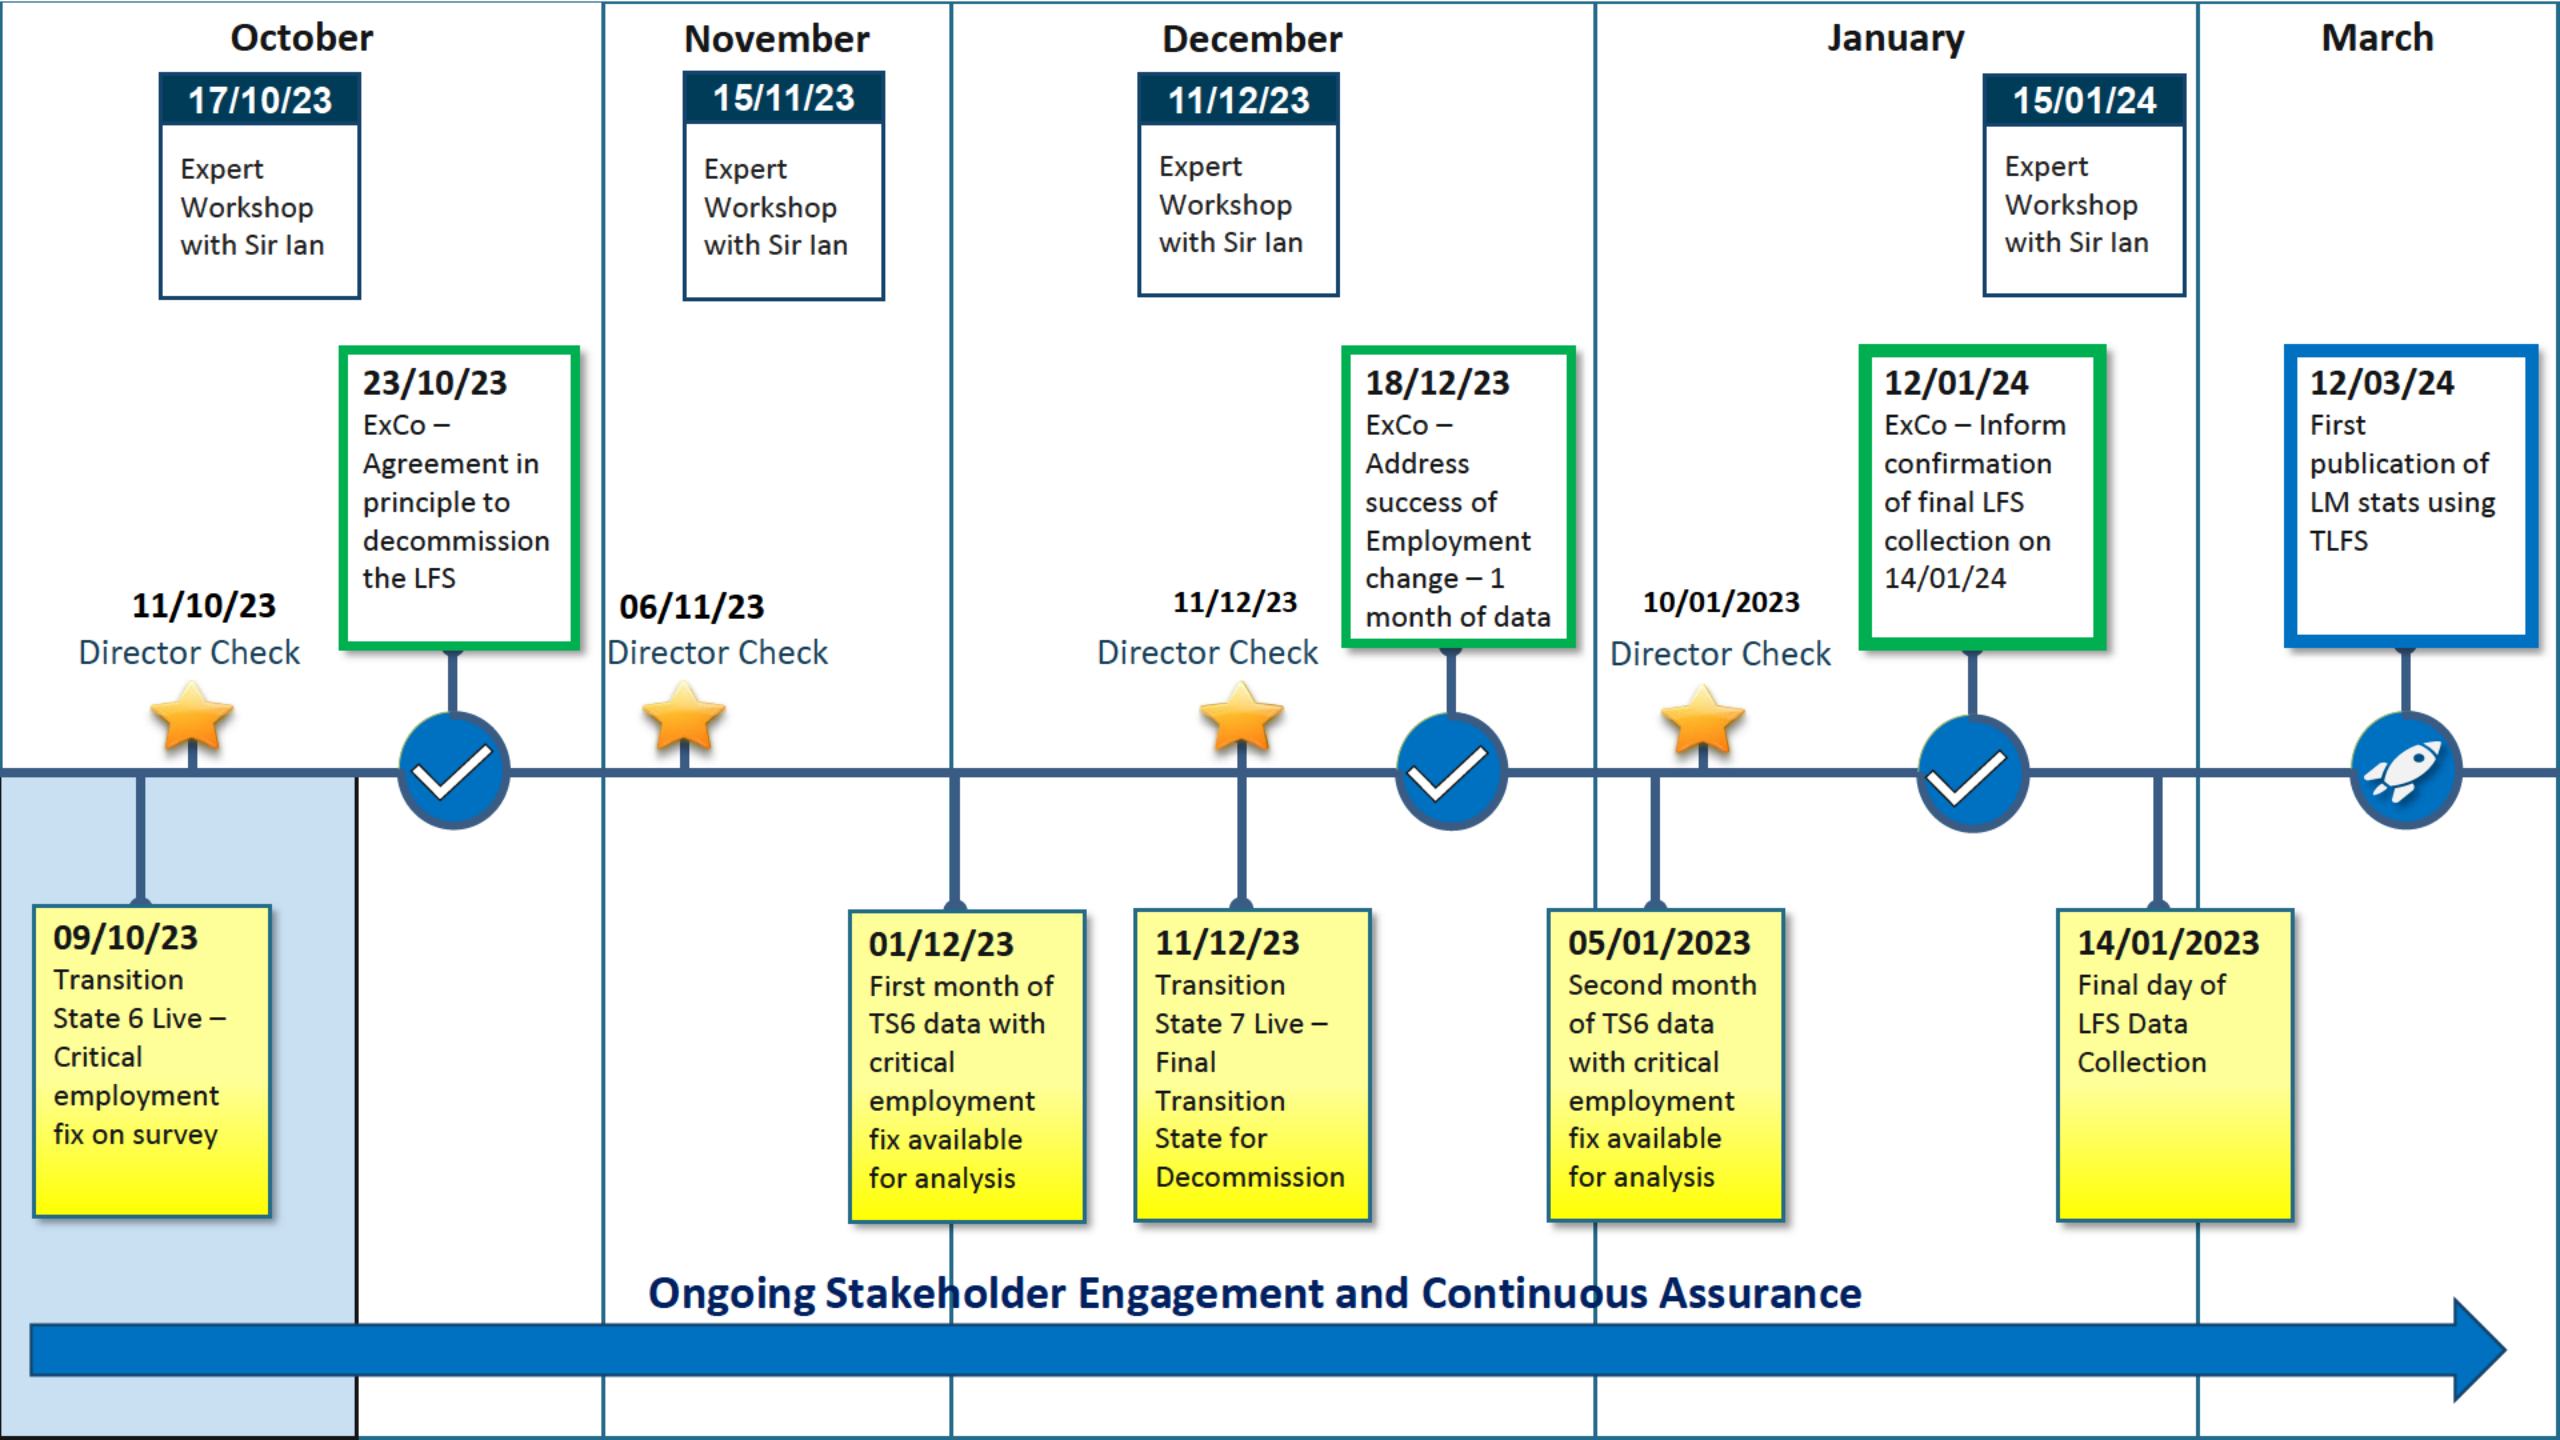 October
November
December
January
March
17/10/23
Expert
Workshop
with Sir Ian
15/11/23
Expert
Workshop
with Sir Ian
11/12/23
Expert
Workshop
with Sir Ian
15/01/24
Expert
Workshop
with Sir Ian
23/10/23
ExCo –
Agreement in
principle to
decommission
the LFS
18/12/23
ExCo –
Address
success of
Employment
change – 1
month of data
12/01/24
ExCo – Inform
confirmation
of final LFS
collection on
14/01/24
12/03/24
First
publication of
LM stats using
TLFS
11/10/23
Director Check
06/11/23
Director Check
11/12/23
Director Check
10/01/2023
Director Check
09/10/23
Transition
State 6 Live –
Critical
employment
fix on survey
01/12/23
First month of
TS6 data with
critical
employment
fix available
for analysis
11/12/23
Transition
State 7 Live –
Final
Transition
State for
Decommission
05/01/2023
Second month
of TS6 data
with critical
employment
fix available
for analysis
14/01/2023
Final day of
LFS Data
Collection
Ongoing Stakeholder Engagement and Continuous Assurance